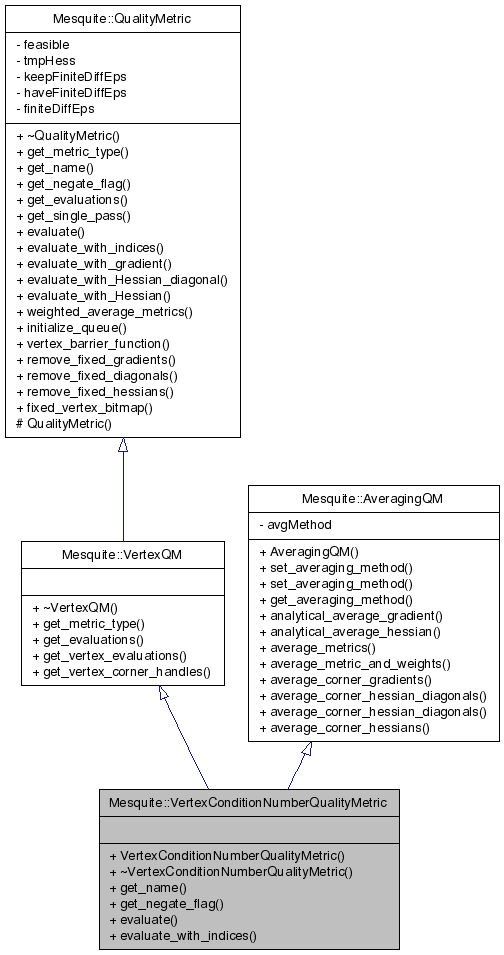 Mesquite::QualityMetric
- feasible
- tmpHess
- keepFiniteDiffEps
- haveFiniteDiffEps
- finiteDiffEps
+ ~QualityMetric()
+ get_metric_type()
+ get_name()
+ get_negate_flag()
+ get_evaluations()
+ get_single_pass()
+ evaluate()
+ evaluate_with_indices()
+ evaluate_with_gradient()
+ evaluate_with_Hessian_diagonal()
+ evaluate_with_Hessian()
+ weighted_average_metrics()
+ initialize_queue()
+ vertex_barrier_function()
+ remove_fixed_gradients()
+ remove_fixed_diagonals()
+ remove_fixed_hessians()
+ fixed_vertex_bitmap()
# QualityMetric()
Mesquite::VertexQM
+ ~VertexQM()
+ get_metric_type()
+ get_evaluations()
+ get_vertex_evaluations()
+ get_vertex_corner_handles()
Mesquite::AveragingQM
- avgMethod
+ AveragingQM()
+ set_averaging_method()
+ set_averaging_method()
+ get_averaging_method()
+ analytical_average_gradient()
+ analytical_average_hessian()
+ average_metrics()
+ average_metric_and_weights()
+ average_corner_gradients()
+ average_corner_hessian_diagonals()
+ average_corner_hessian_diagonals()
+ average_corner_hessians()
Mesquite::VertexConditionNumberQualityMetric
+ VertexConditionNumberQualityMetric()
+ ~VertexConditionNumberQualityMetric()
+ get_name()
+ get_negate_flag()
+ evaluate()
+ evaluate_with_indices()